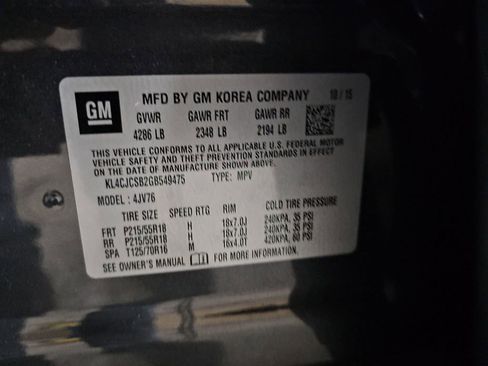 GM MFD BY GM KOREA COMPANY 10 / 15
GVWR GAWR FRT GAWR RR
4286 LB 2348 LB 2194 LB
THIS VEHICLE CONFORMS TO ALL APPLICABLE U.S. FEDERAL MOTOR
VEHICLE SAFETY AND THEFT PREVENTION STANDARDS IN EFFECT
ON THE DATE OF MANUFACTURE SHOWN ABOVE.
KL4CJCSB2GB549475 TYPE: MPV
MODEL : 4JV76
TIRE SIZE SPEED RTG RIM COLD TIRE PRESSURE
FRT P215/55R18 H 18x7.0J 240KPA, 35 PSI
RR P215/55R18 H 18x7.0J 240KPA, 35 PSI
SPA T125/70R16 M 16x4.0T 420KPA, 60 PSI
SEE OWNER'S MANUAL FOR MORE INFORMATION.